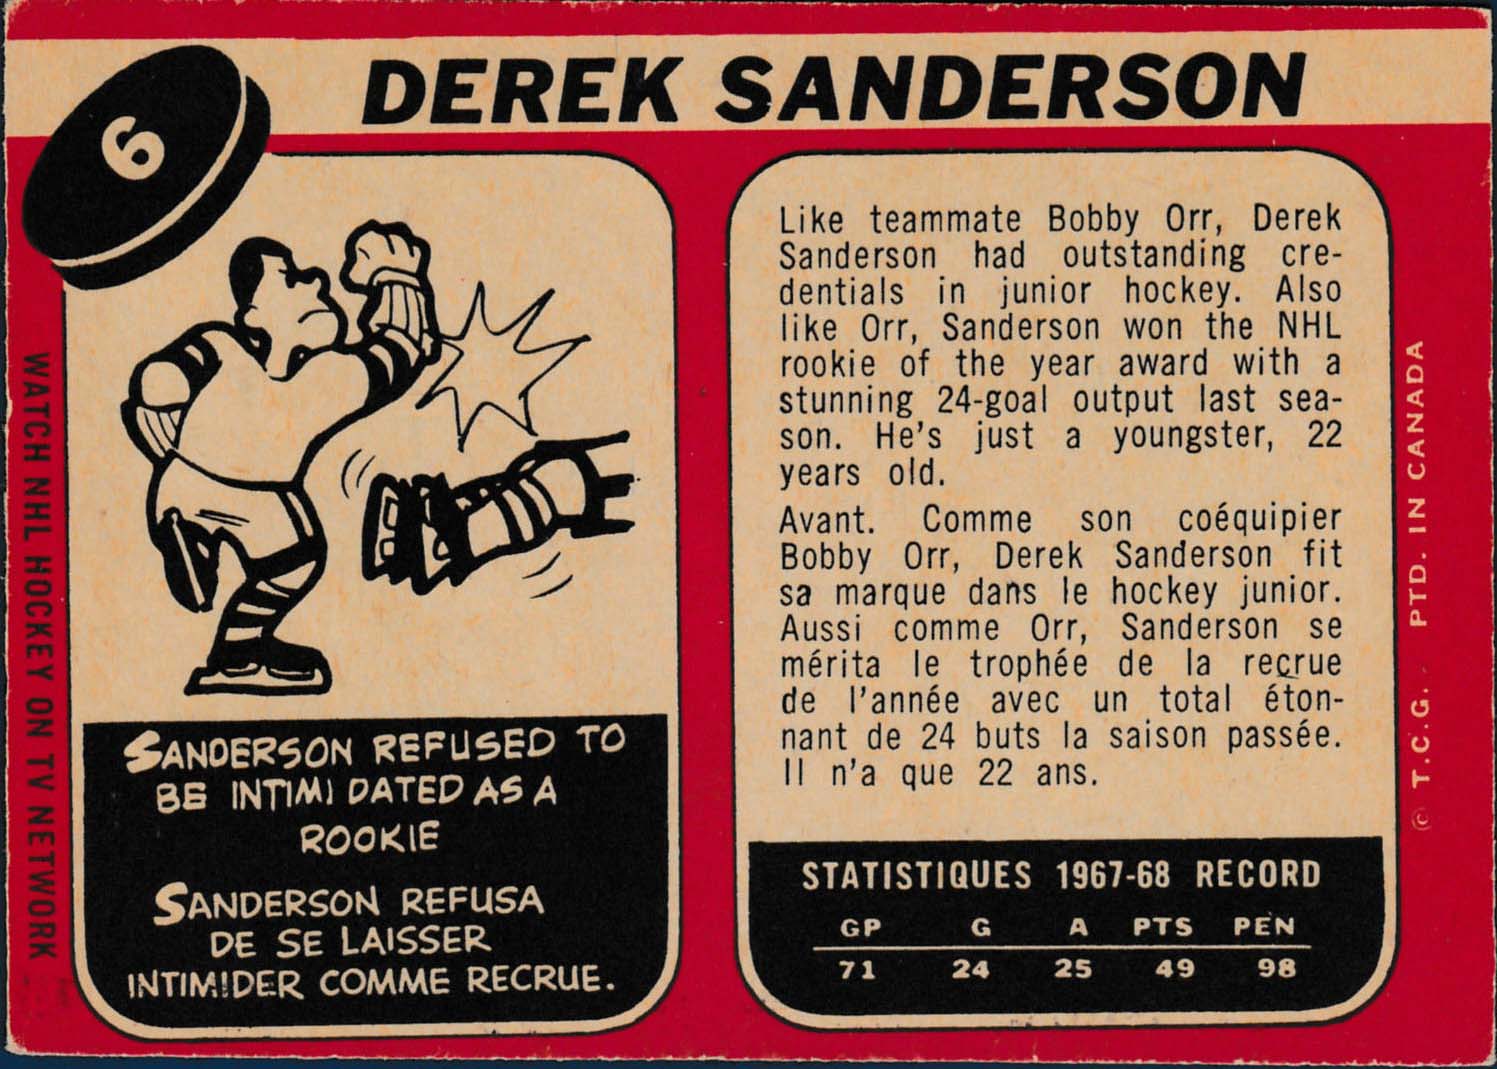 6
DEREK SANDERSON
Like teammate Bobby Orr, Derek
Sanderson had outstanding cre-
dentials in junior hockey. Also
like Orr, Sanderson won the NHL
rookie of the year award with a
stunning 24-goal output last sea-
son. He's just a youngster, 22
years old.
Avant. Comme son coéquipier
Bobby Orr, Derek Sanderson fit
sa marque dans le hockey junior.
Aussi comme Orr, Sanderson se
mérita le trophée de la recrue
de l'année avec un total éton-
nant de 24 buts la saison passée.
Il n'a que 22 ans.
SANDERSON REFUSED TO
BE INTIMIDATED AS A
ROOKIE
SANDERSON REFUSA
DE SE LAISSER
INTIMIDER COMME RECRUE.
STATISTIQUES 1967-68 RECORD
GP G A PTS PEN
71 24 25 49 98
WATCH NHL HOCKEY ON TV NETWORK
© T.C.G. PTD. IN CANADA